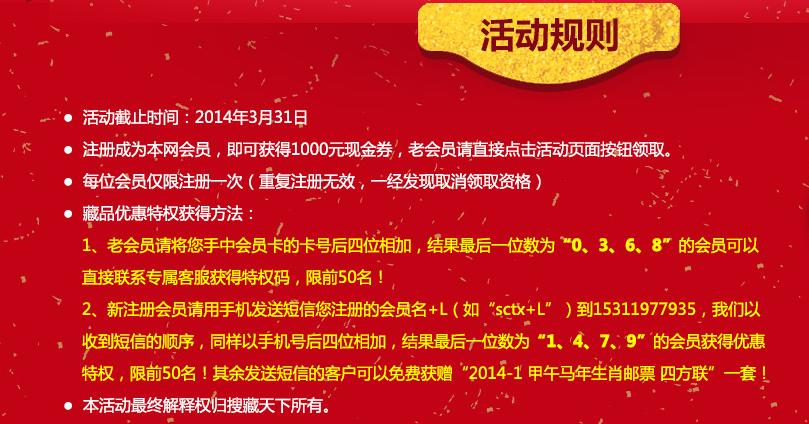 活动规则
● 活动截止时间：2014年3月31日
● 注册成为本网会员，即可获得1000元现金券，老会员请直接点击活动页面按钮领取。
● 每位会员仅限注册一次（重复注册无效，一经发现取消领取资格）
● 藏品优惠特权获得方法：
1、老会员请将您手中会员卡的卡号后四位相加，结果最后一位数为“0、3、6、8”的会员可以
直接联系专属客服获得特权码，限前50名！
2、新注册会员请用手机发送短信您注册的会员名+L（如“sctx+L”）到15311977935，我们以
收到短信的顺序，同样以手机号后四位相加，结果最后一位数为“1、4、7、9”的会员获得优惠
特权，限前50名！其余发送短信的客户可以免费获赠“2014-1 甲午马年生肖邮票 四方联”一套！
● 本活动最终解释权归搜藏天下所有。